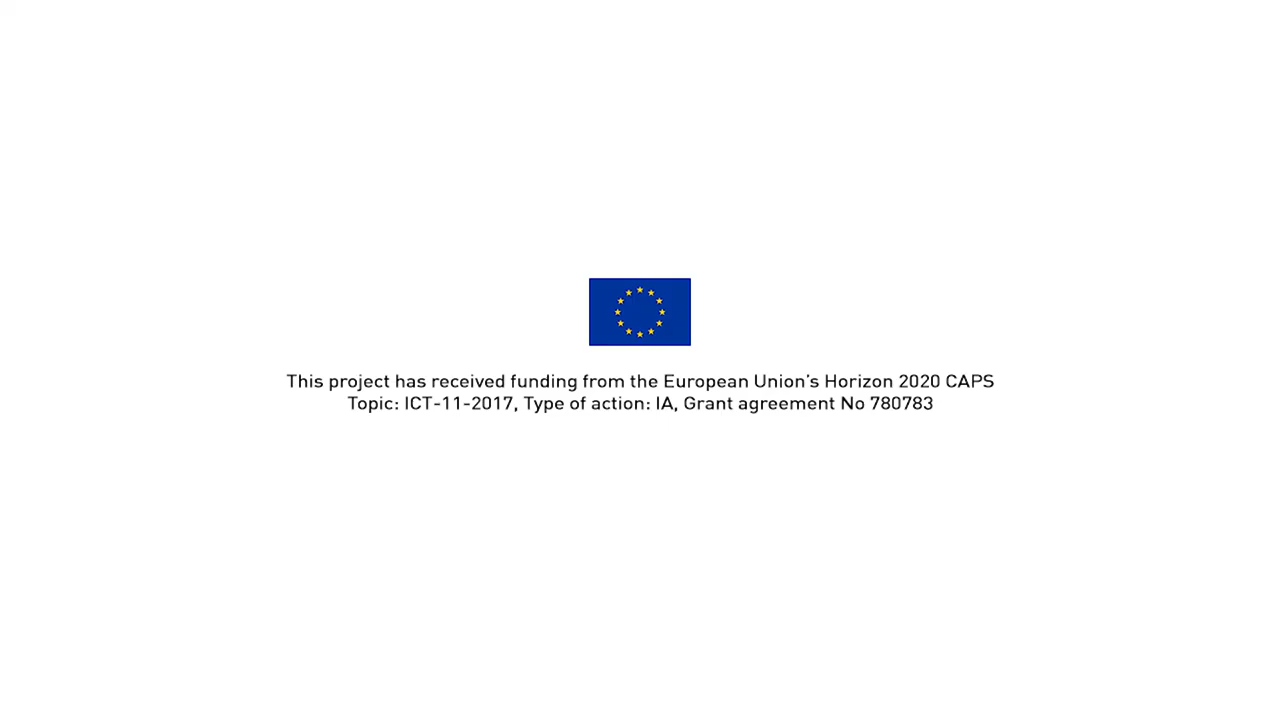 This project has received funding from the European Union’s Horizon 2020 CAPS
Topic: ICT-11-2017, Type of action: IA, Grant agreement No 780783